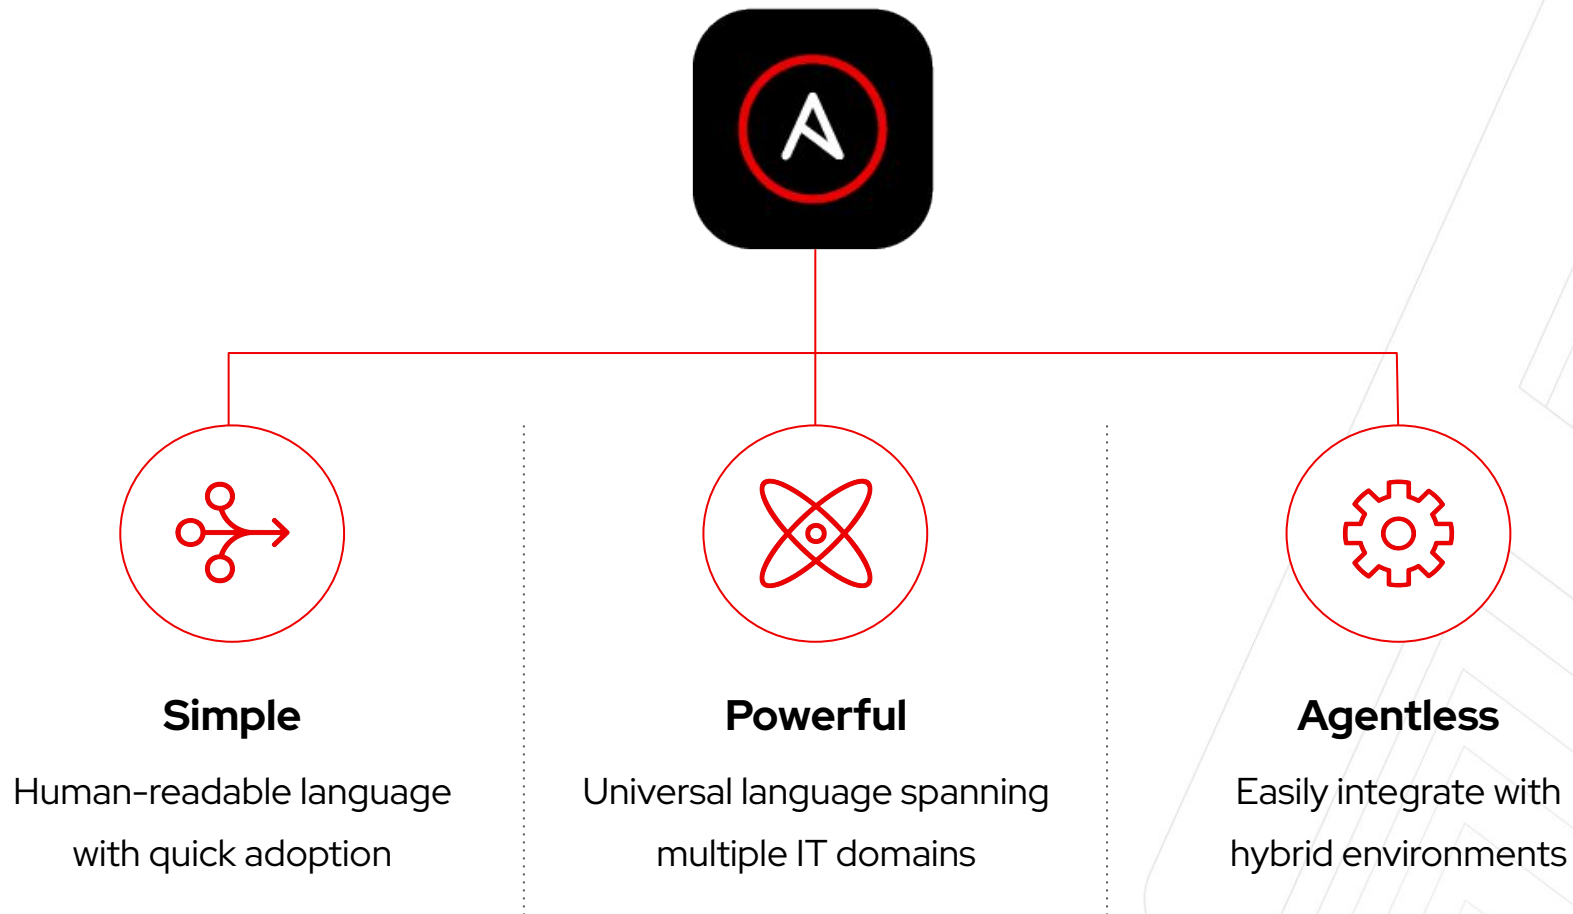 Simple
Human-readable language
with quick adoption
Powerful
Universal language spanning
multiple IT domains
Agentless
Easily integrate with
hybrid environments